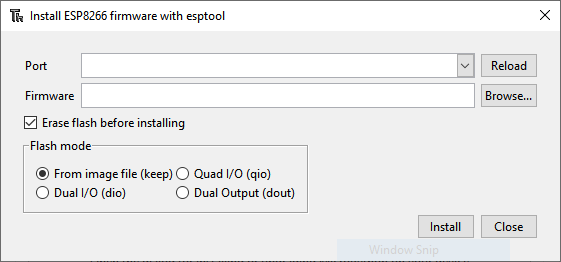 Install ESP8266 firmware with esptool
Port Reload
Firmware Browse...
Erase flash before installing
Flash mode
From image file (keep) Quad I/O (qio)
Dual I/O (dio) Dual Output (dout)
Install Close
Window Snip